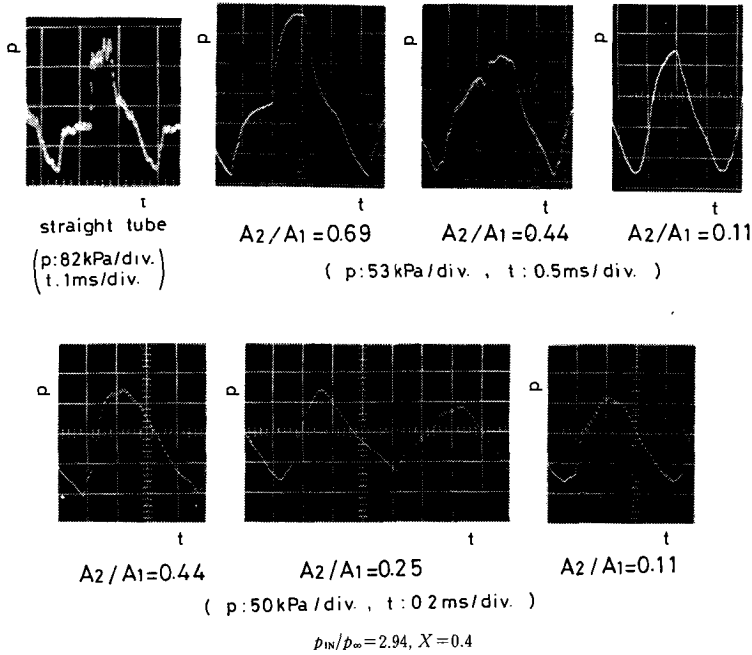 p
p
p
p
t
t
t
t
straight tube
A2/A1=0.69
A2/A1=0.44
A2/A1=0.11
(p:82kPa/div.
t.1ms/div.)
( p:53kPa/div. , t:0.5ms/div. )
p
p
p
t
t
t
A2/A1=0.44
A2/A1=0.25
A2/A1=0.11
( p:50kPa/div. , t:0.2ms/div. )
pIN/p∞=2.94, X=0.4